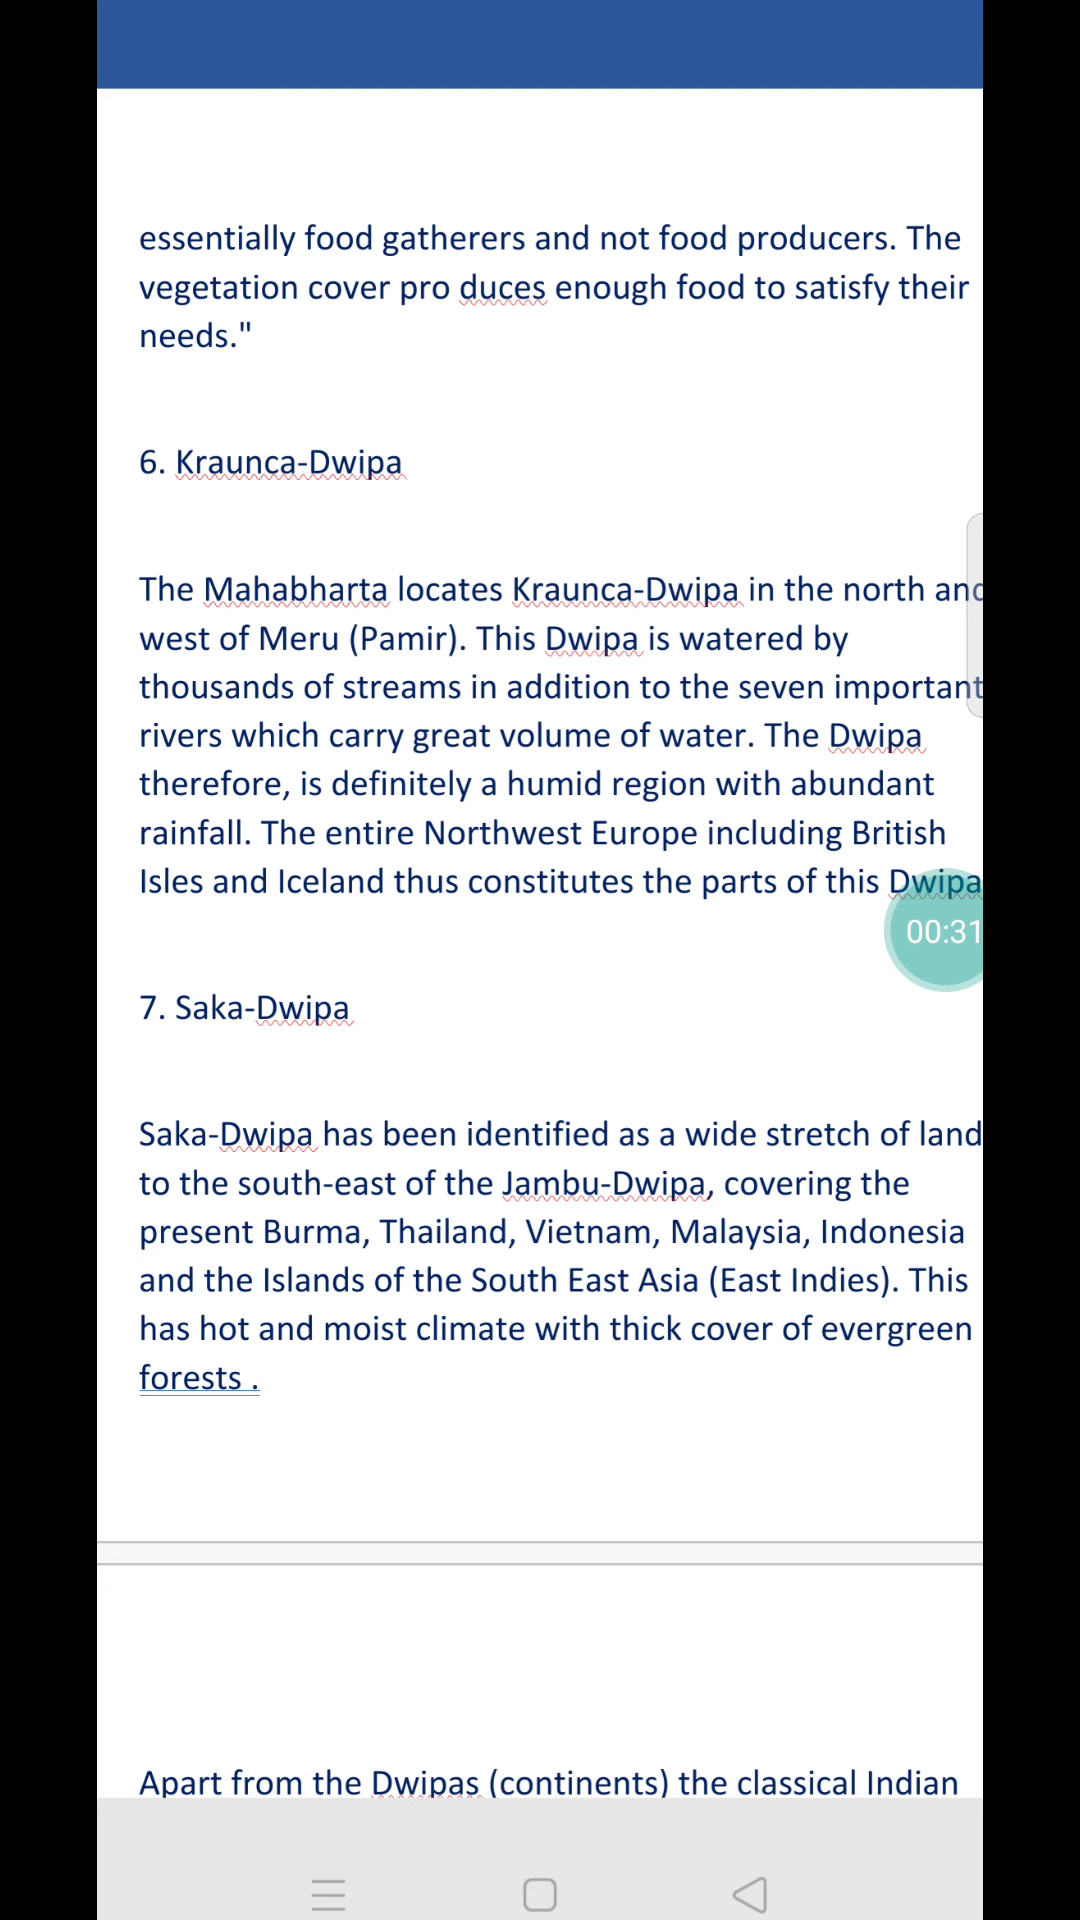 essentially food gatherers and not food producers. The
vegetation cover pro duces enough food to satisfy their
needs."
6. Kraunca-Dwipa
The Mahabharta locates Kraunca-Dwipa in the north and
west of Meru (Pamir). This Dwipa is watered by
thousands of streams in addition to the seven important
rivers which carry great volume of water. The Dwipa
therefore, is definitely a humid region with abundant
rainfall. The entire Northwest Europe including British
Isles and Iceland thus constitutes the parts of this Dwipa
00:31
7. Saka-Dwipa
Saka-Dwipa has been identified as a wide stretch of land
to the south-east of the Jambu-Dwipa, covering the
present Burma, Thailand, Vietnam, Malaysia, Indonesia
and the Islands of the South East Asia (East Indies). This
has hot and moist climate with thick cover of evergreen
forests .
Apart from the Dwipas (continents) the classical Indian